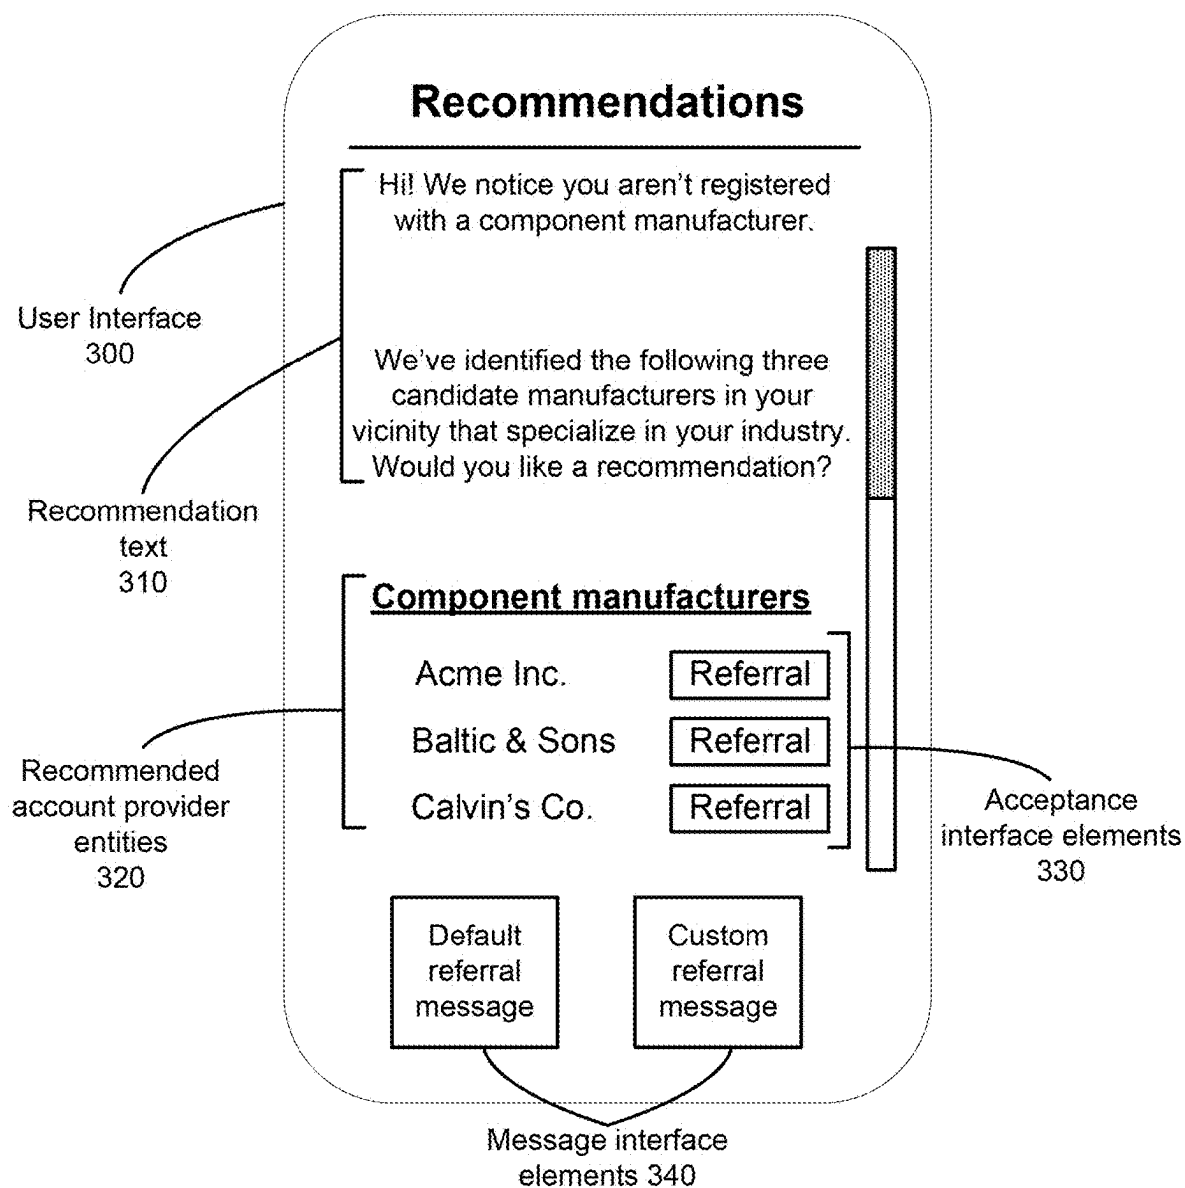 Recommendations
Hi! We notice you aren't registered
with a component manufacturer.
User Interface
300
We've identified the following three
candidate manufacturers in your
vicinity that specialize in your industry.
Would you like a recommendation?
Recommendation
text
310
Component manufacturers
Acme Inc. Referral
Baltic & Sons Referral
Calvin's Co. Referral
Recommended
account provider
entities
320
Acceptance
interface elements
330
Default
referral
message
Custom
referral
message
Message interface
elements 340